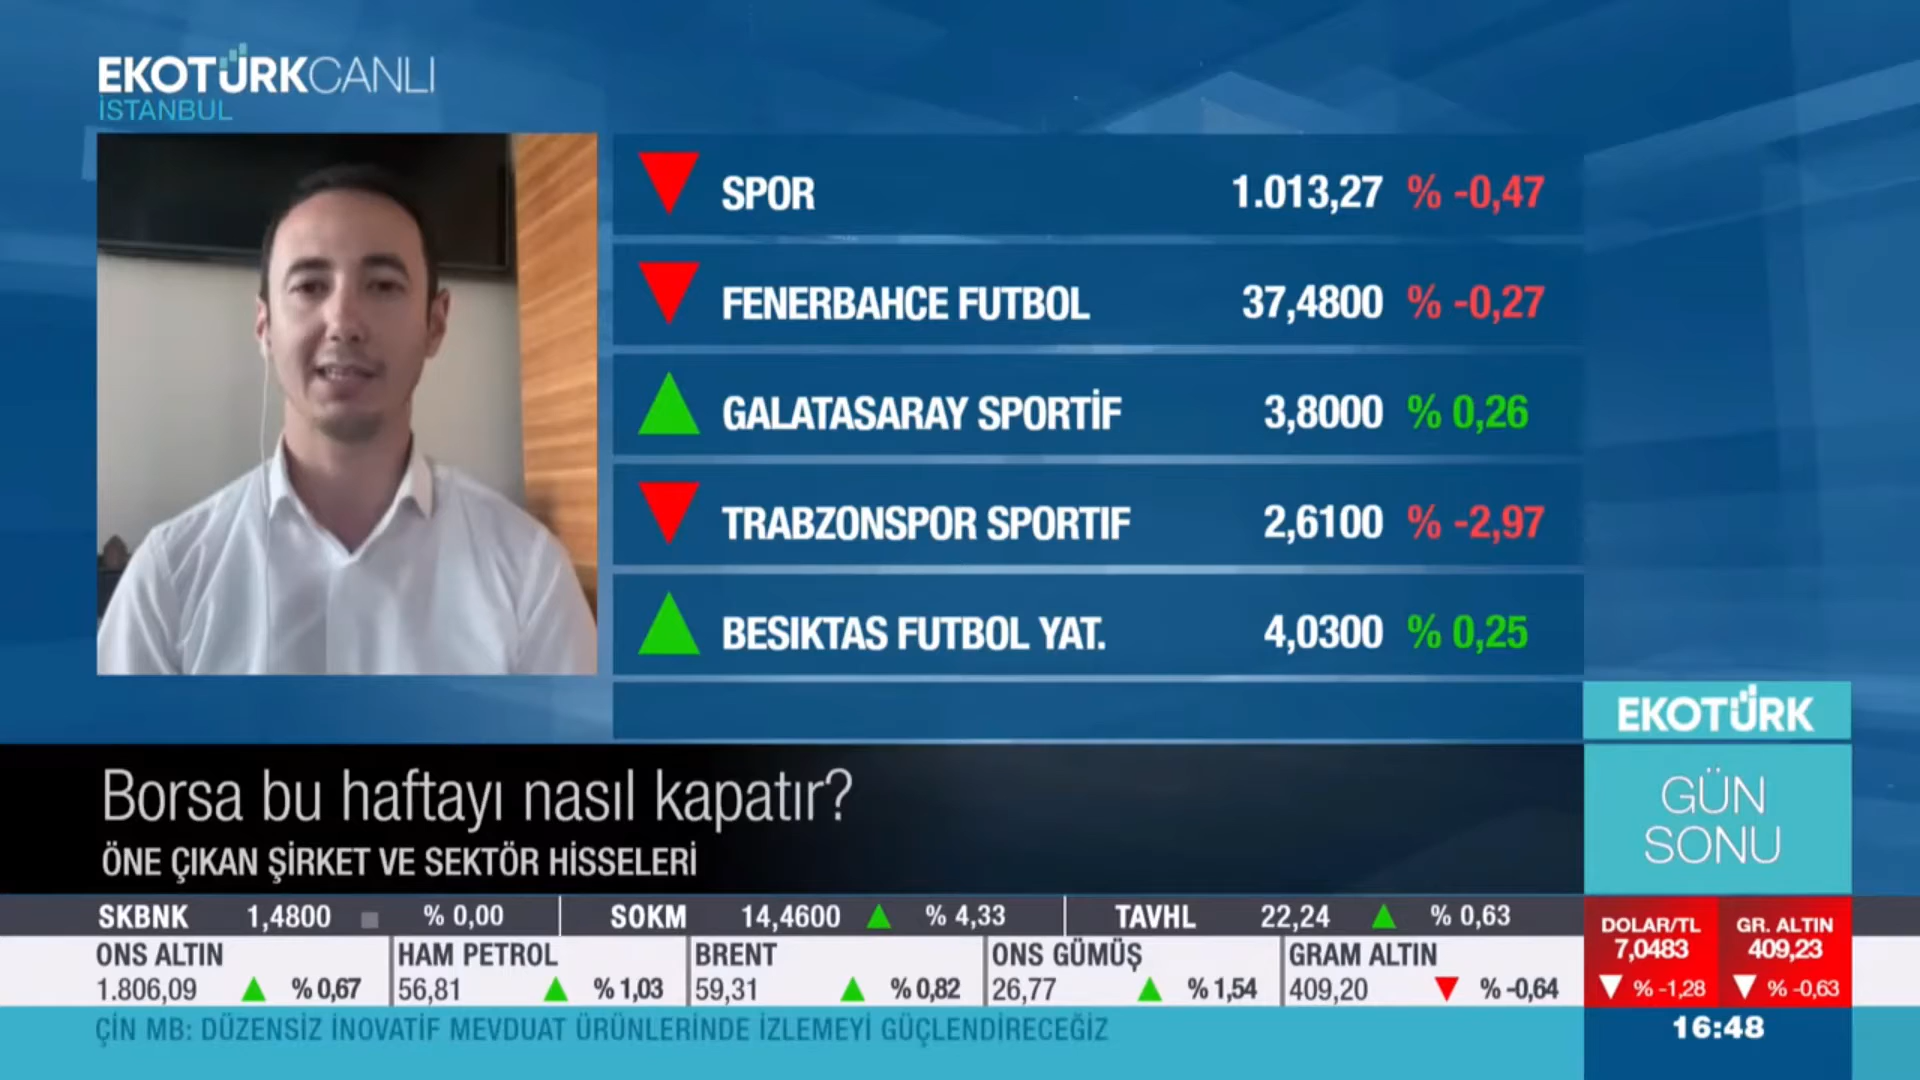 EKOTÜRKCANLI
İSTANBUL
SPOR 1.013,27 % -0,47
FENERBAHCE FUTBOL 37,4800 % -0,27
GALATASARAY SPORTİF 3,8000 % 0,26
TRABZONSPOR SPORTIF 2,6100 % -2,97
BESIKTAS FUTBOL YAT. 4,0300 % 0,25
EKOTÜRK
GÜN
SONU
Borsa bu haftayı nasıl kapatır?
ÖNE ÇIKAN ŞİRKET VE SEKTÖR HİSSELERİ
SKBNK 1,4800 % 0,00 SOKM 14,4600 % 4,33 TAVHL 22,24 % 0,63
ONS ALTIN HAM PETROL BRENT ONS GÜMÜŞ GRAM ALTIN
1.806,09 % 0,67 56,81 % 1,03 59,31 % 0,82 26,77 % 1,54 409,20 % -0,64
DOLAR/TL GR. ALTIN
7,0483 409,23
% -1,28 % -0,63
ÇİN MB: DÜZENSİZ İNOVATİF MEVDUAT ÜRÜNLERİNDE İZLEMEYİ GÜÇLENDİRECEĞİZ
16:48